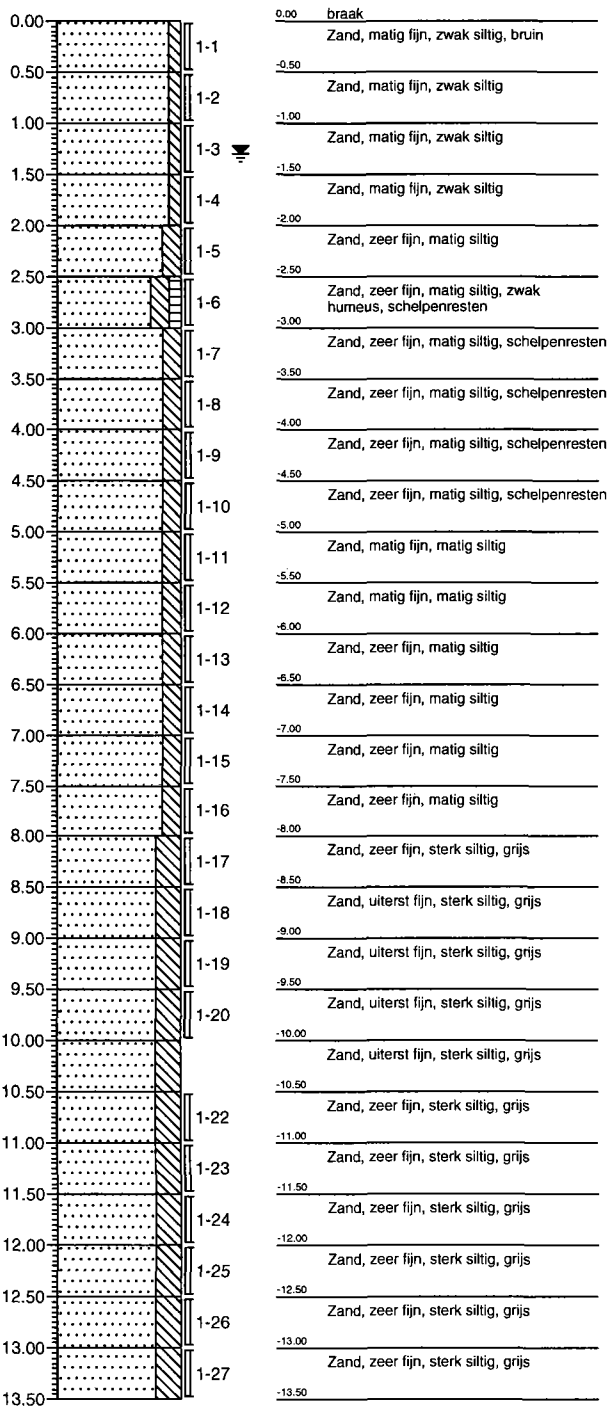 0.00 braak
0.00 1-1 Zand, matig fijn, zwak siltig, bruin
0.50 -0.50
1-2 Zand, matig fijn, zwak siltig
1.00 -1.00
1-3 Zand, matig fijn, zwak siltig
1.50 -1.50
1-4 Zand, matig fijn, zwak siltig
2.00 -2.00
1-5 Zand, zeer fijn, matig siltig
2.50 -2.50
1-6 Zand, zeer fijn, matig siltig, zwak
humeus, schelpenresten
3.00 -3.00
1-7 Zand, zeer fijn, matig siltig, schelpenresten
3.50 -3.50
1-8 Zand, zeer fijn, matig siltig, schelpenresten
4.00 -4.00
1-9 Zand, zeer fijn, matig siltig, schelpenresten
4.50 -4.50
1-10 Zand, zeer fijn, matig siltig, schelpenresten
5.00 -5.00
1-11 Zand, matig fijn, matig siltig
5.50 -5.50
1-12 Zand, matig fijn, matig siltig
6.00 -6.00
1-13 Zand, zeer fijn, matig siltig
6.50 -6.50
1-14 Zand, zeer fijn, matig siltig
7.00 -7.00
1-15 Zand, zeer fijn, matig siltig
7.50 -7.50
1-16 Zand, zeer fijn, matig siltig
8.00 -8.00
1-17 Zand, zeer fijn, sterk siltig, grijs
8.50 -8.50
1-18 Zand, uiterst fijn, sterk siltig, grijs
9.00 -9.00
1-19 Zand, uiterst fijn, sterk siltig, grijs
9.50 -9.50
1-20 Zand, uiterst fijn, sterk siltig, grijs
10.00 -10.00
Zand, uiterst fijn, sterk siltig, grijs
10.50 -10.50
1-22 Zand, zeer fijn, sterk siltig, grijs
11.00 -11.00
1-23 Zand, zeer fijn, sterk siltig, grijs
11.50 -11.50
1-24 Zand, zeer fijn, sterk siltig, grijs
12.00 -12.00
1-25 Zand, zeer fijn, sterk siltig, grijs
12.50 -12.50
1-26 Zand, zeer fijn, sterk siltig, grijs
13.00 -13.00
1-27 Zand, zeer fijn, sterk siltig, grijs
13.50 -13.50